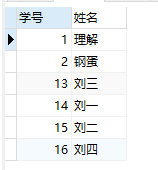 学号 姓名
1 理解
2 钢蛋
13 刘三
14 刘一
15 刘二
16 刘四